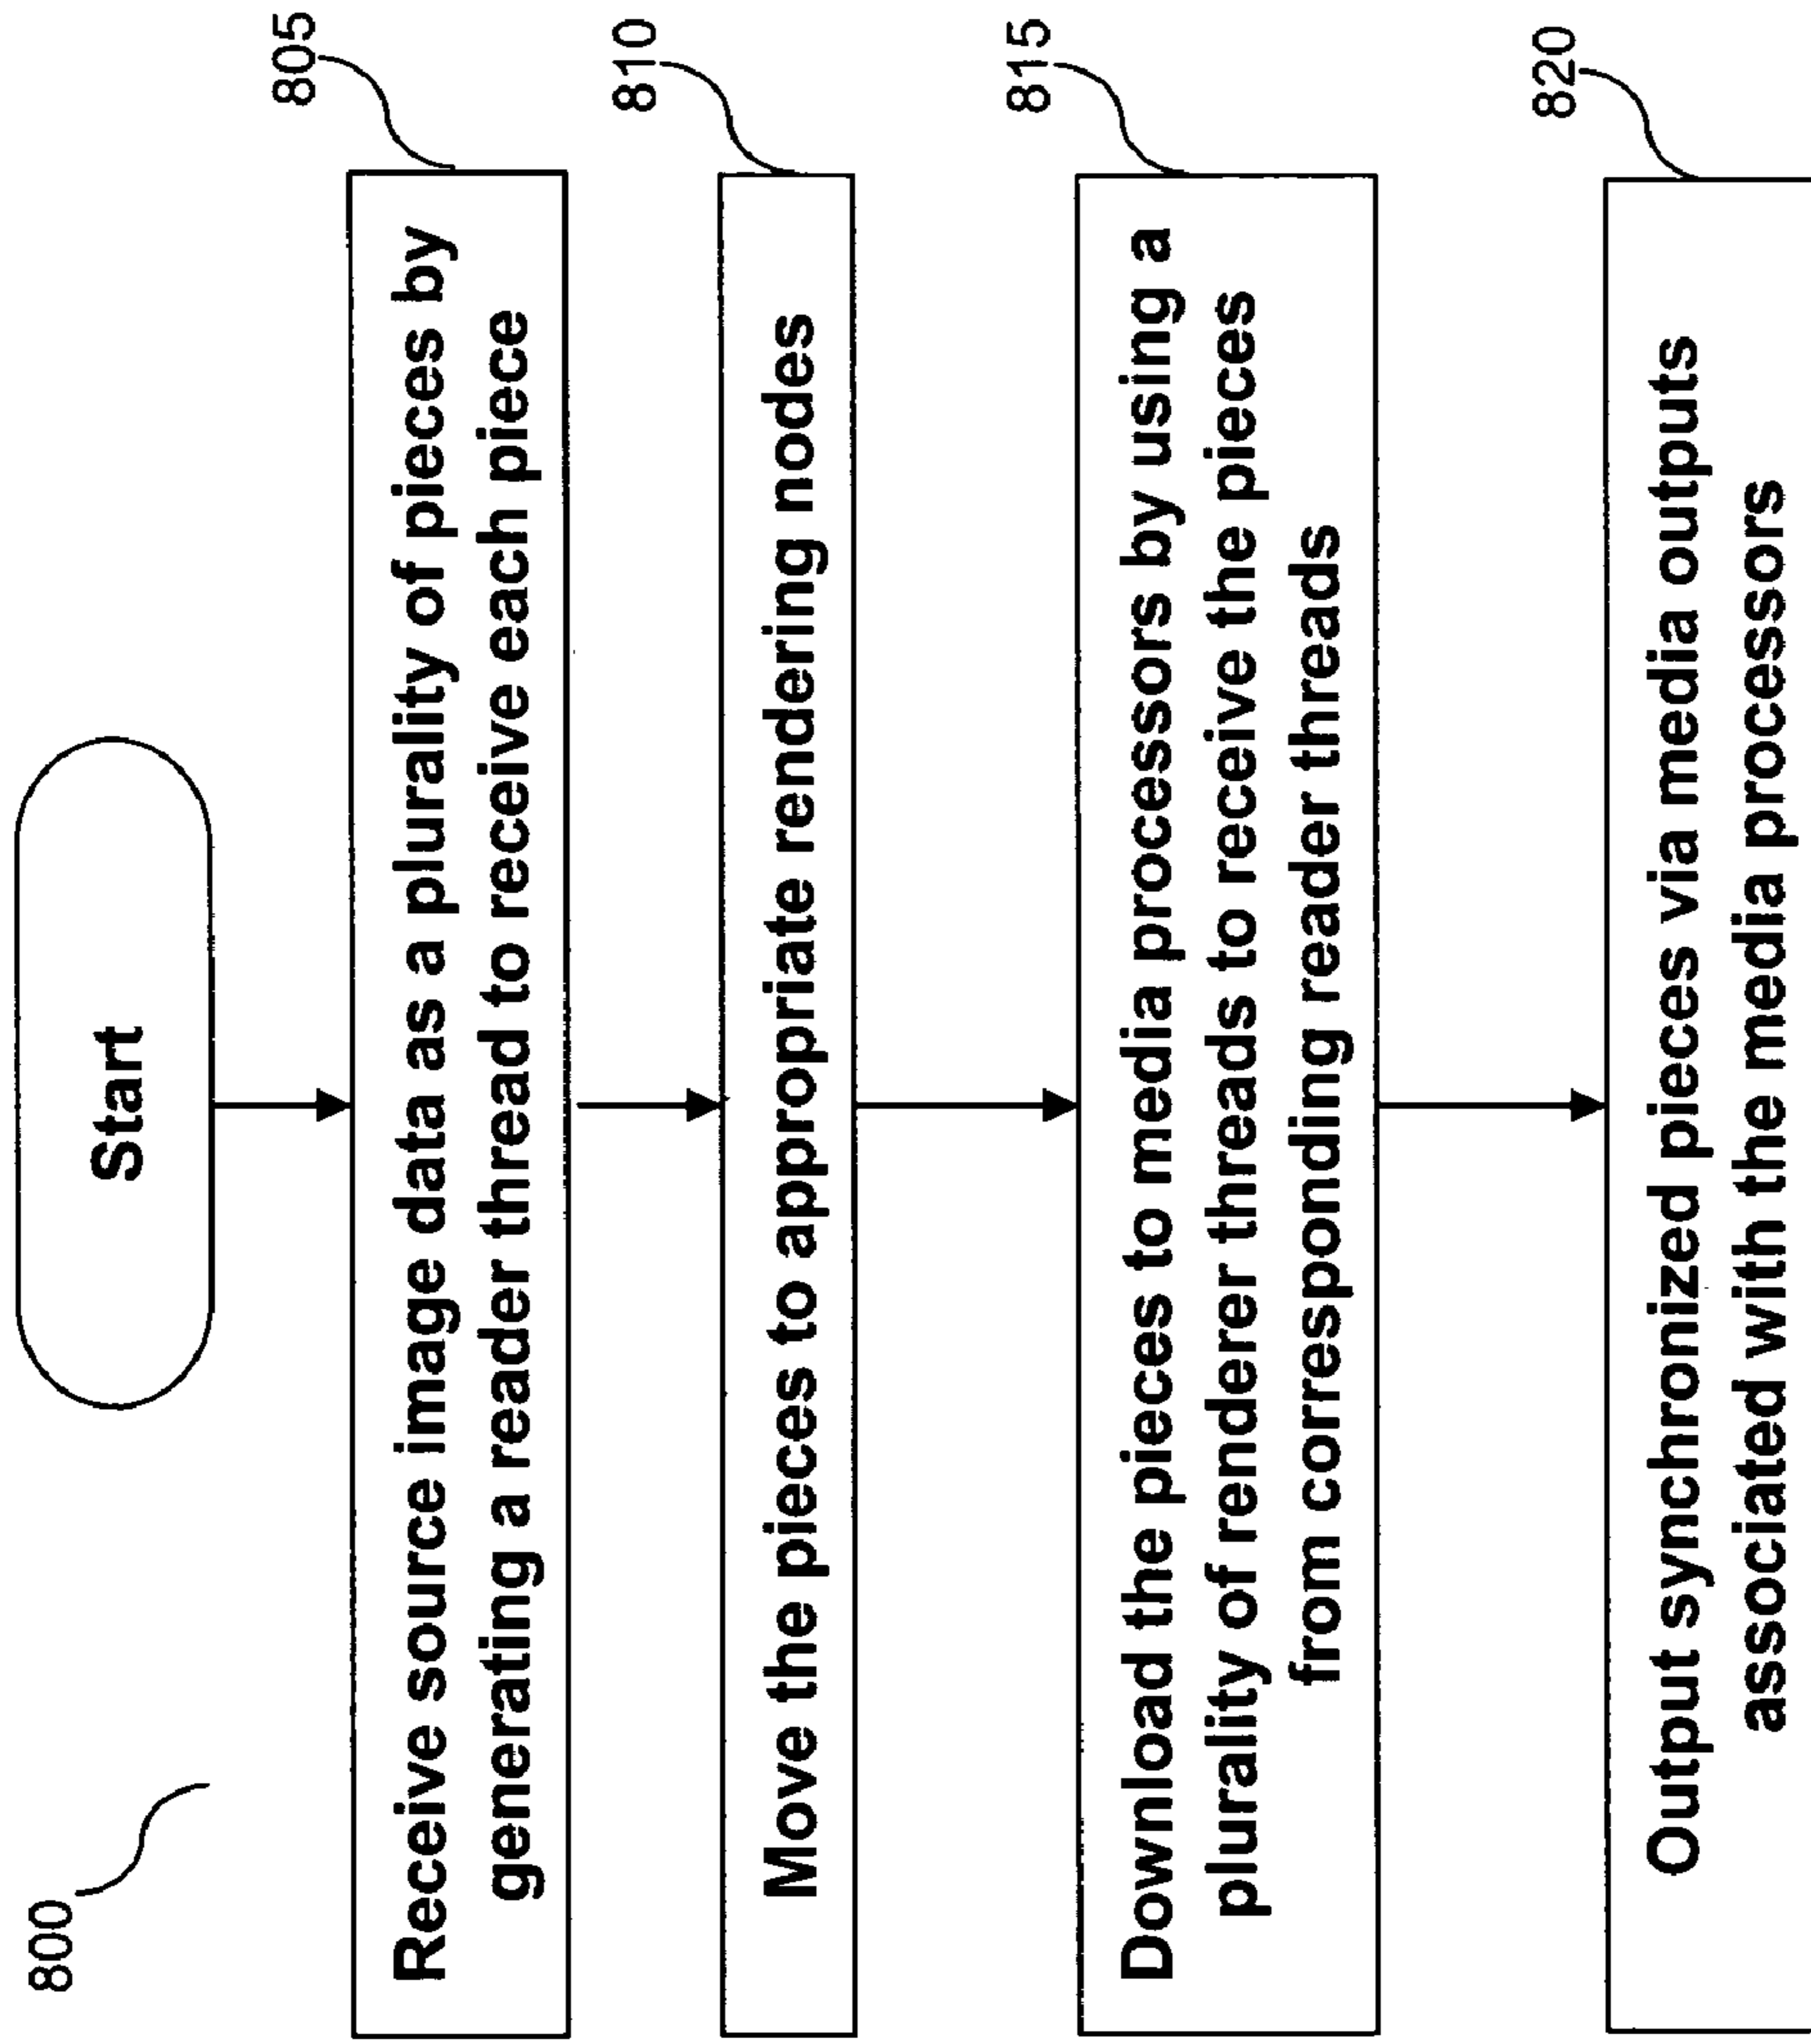 800
Start
805
Receive source image data as a plurality of pieces by
generating a reader thread to receive each piece
810
Move the pieces to appropriate rendering nodes
815
Download the pieces to media processors by using a
plurality of renderer threads to receive the pieces
from corresponding reader threads
820
Output synchronized pieces via media outputs
associated with the media processors